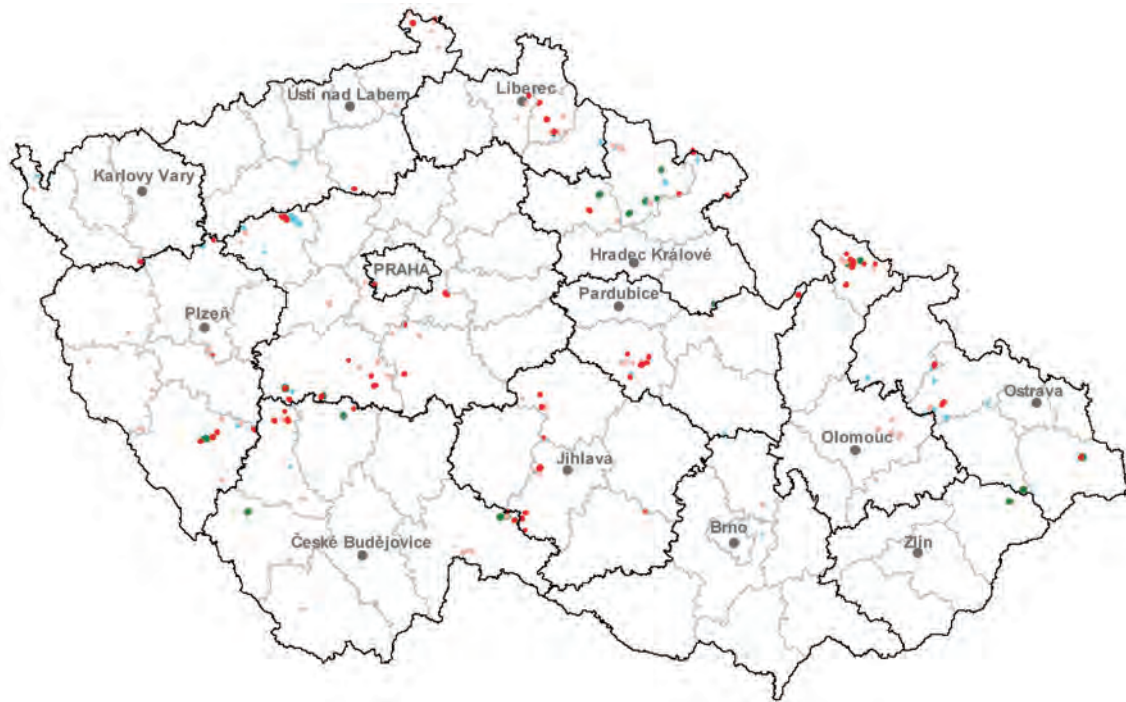 Liberec
Ústí nad Labem
Karlovy Vary
Hradec Králové
PRAHA
Pardubice
Plzeň
Ostrava
Olomouc
Jihlava
Brno
České Budějovice
Zlín